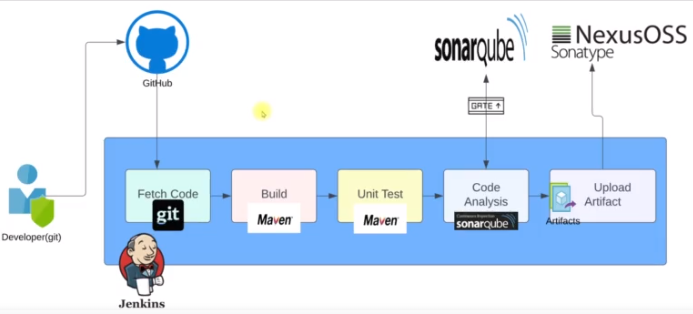 sonarqube
NexusOSS
Sonatype
GitHub
GATE ↑
Developer(git)
Fetch Code
git
Build
Maven
Unit Test
Maven
Code
Analysis
sonarqube
Upload
Artifact
Artifacts
Jenkins